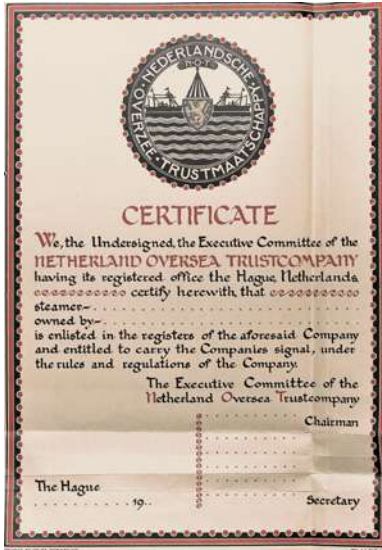 NEDERLANDSCHE
OVERZEE · TRUSTMAATSCHAPPY
N·O·T
CERTIFICATE
We, the Undersigned, the Executive Committee of the
NETHERLAND OVERSEA TRUSTCOMPANY
having its registered office the Hague, Netherlands
certify herewith, that
steamer-
owned by-
is enlisted in the registers of the aforesaid Company
and entitled to carry the Companies signal, under
the rules and regulations of the Company.
The Executive Committee of the
Netherland Oversea Trustcompany
Chairman
The Hague
19..
Secretary